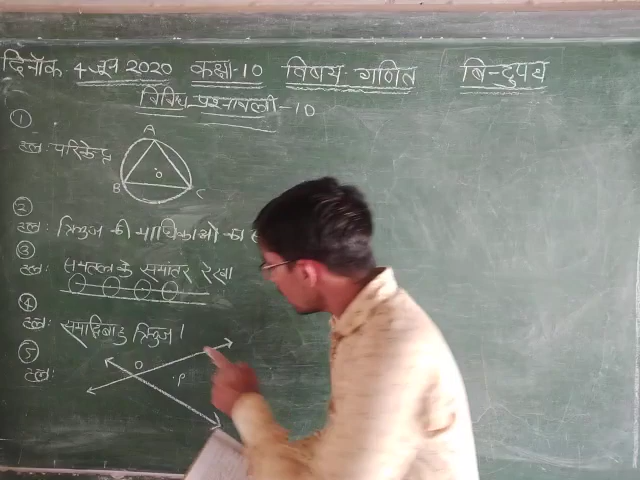 दिनाँक 4 जून 2020 कक्षा-10 विषय-गणित
विविध प्रश्नावली-10
①
हलः परिकेन्द्र
A
O
B C
②
हलः त्रिभुज की माधिकाओ का
③
हलः समतल के समांतर रेखा
④
हलः समद्विबाहु त्रिभुज।
⑤
हलः
O
.P